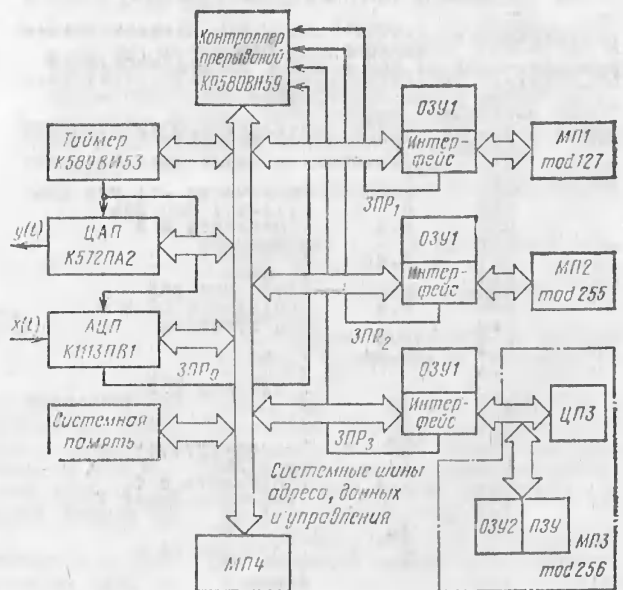 Контроллер
прерываний
КР580ВН59
ОЗУ1
Интер-
фейс
МП1
mod 127
ЗПР₁
Таймер
К580ВИ53
y(t)
ЦАП
К572ПА2
ОЗУ1
Интер-
фейс
МП2
mod 255
ЗПР₂
x(t)
АЦП
К1113ПВ1
ЗПР₀
ОЗУ1
Интер-
фейс
ЦП3
ЗПР₃
Системная
память
Системные шины
адреса, данных
и управления
ОЗУ2
ПЗУ
МП3
mod 256
МП4